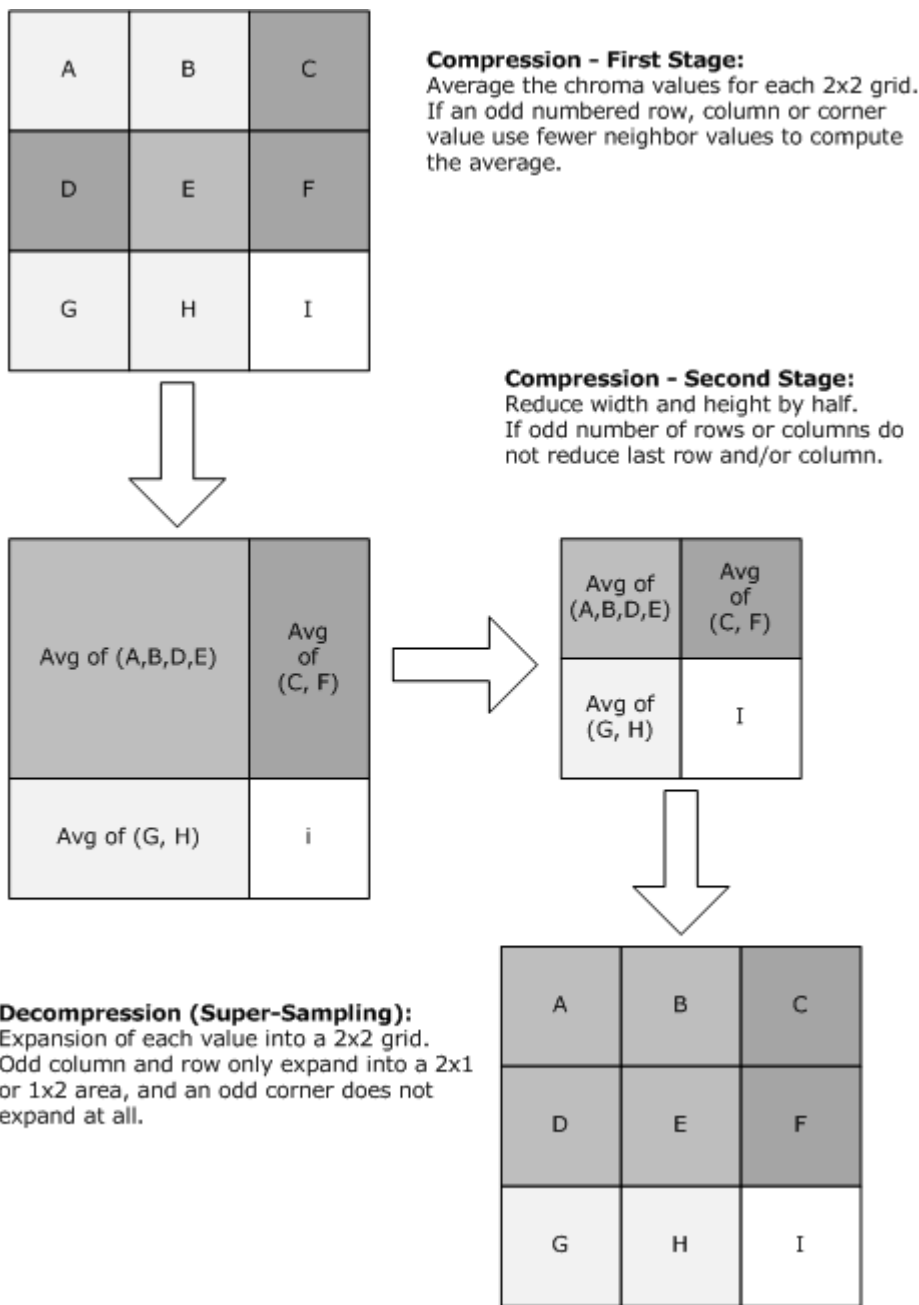 A B C
Compression - First Stage:
Average the chroma values for each 2x2 grid.
If an odd numbered row, column or corner
value use fewer neighbor values to compute
the average.
D E F
G H I
Compression - Second Stage:
Reduce width and height by half.
If odd number of rows or columns do
not reduce last row and/or column.
Avg of (A,B,D,E)
Avg
of
(C, F)
Avg of (G, H)
i
Avg of
(A,B,D,E)
Avg
of
(C, F)
Avg of
(G, H)
I
Decompression (Super-Sampling):
Expansion of each value into a 2x2 grid.
Odd column and row only expand into a 2x1
or 1x2 area, and an odd corner does not
expand at all.
A B C
D E F
G H I